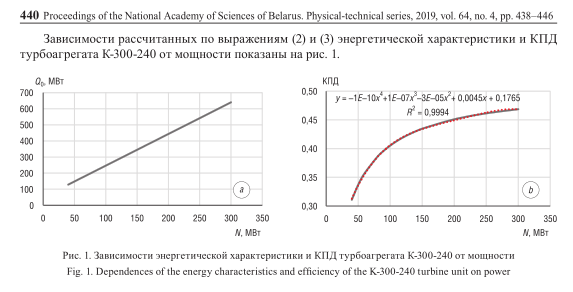 440 Proceedings of the National Academy of Sciences of Belarus. Physical-technical series, 2019, vol. 64, no. 4, pp. 438–446
Зависимости рассчитанных по выражениям (2) и (3) энергетической характеристики и КПД
турбоагрегата К-300-240 от мощности показаны на рис. 1.
Q₀, МВт
700
600
500
400
300
200
100
0
0 50 100 150 200 250 300 350
N, МВт
a
КПД
0,50
0,45
0,40
0,35
0,30
y = –1E–10x⁴+1E–07x³–3E–05x²+ 0,0045x + 0,1765
R² = 0,9994
0 50 100 150 200 250 300 350
N, МВт
b
Рис. 1. Зависимости энергетической характеристики и КПД турбоагрегата К-300-240 от мощности
Fig. 1. Dependences of the energy characteristics and efficiency of the K-300-240 turbine unit on power